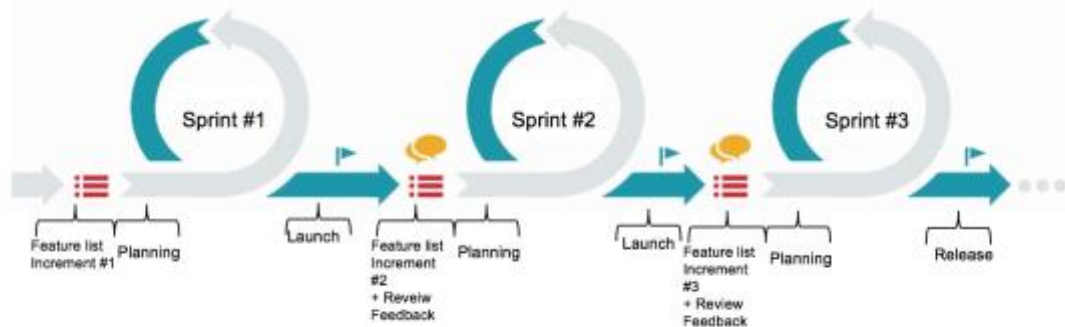 Sprint #1
Sprint #2
Sprint #3
Feature list
Increment #1
Planning
Launch
Feature list
Increment
#2
+ Reveiw
Feedback
Planning
Launch
Feature list
Increment
#3
+ Review
Feedback
Planning
Release